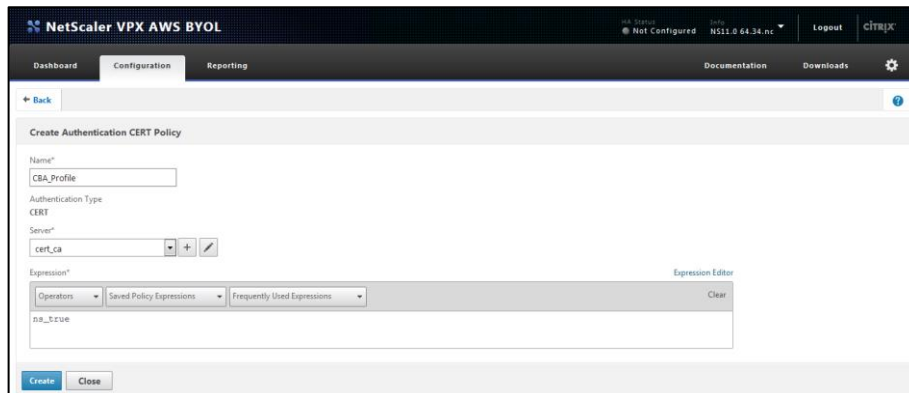 NetScaler VPX AWS BYOL
HA Status
Not Configured
Info
NS11.0 64.34.nc
Logout
CİTRIX
Dashboard
Configuration
Reporting
Documentation
Downloads
Back
?
Create Authentication CERT Policy
Name*
CBA_Profile
Authentication Type
CERT
Server*
cert_ca
+
Expression*
Expression Editor
Operators
Saved Policy Expressions
Frequently Used Expressions
Clear
ns_true
Create
Close